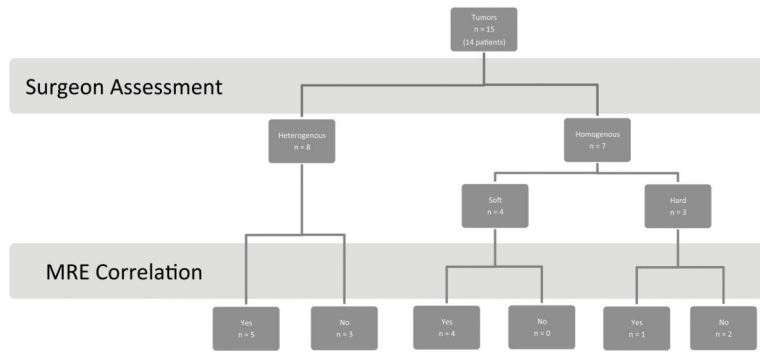 Tumors
n = 15
(14 patients)
Surgeon Assessment
Heterogenous
n = 8
Homogenous
n = 7
Soft
n = 4
Hard
n = 3
MRE Correlation
Yes
n = 5
No
n = 3
Yes
n = 4
No
n = 0
Yes
n = 1
No
n = 2